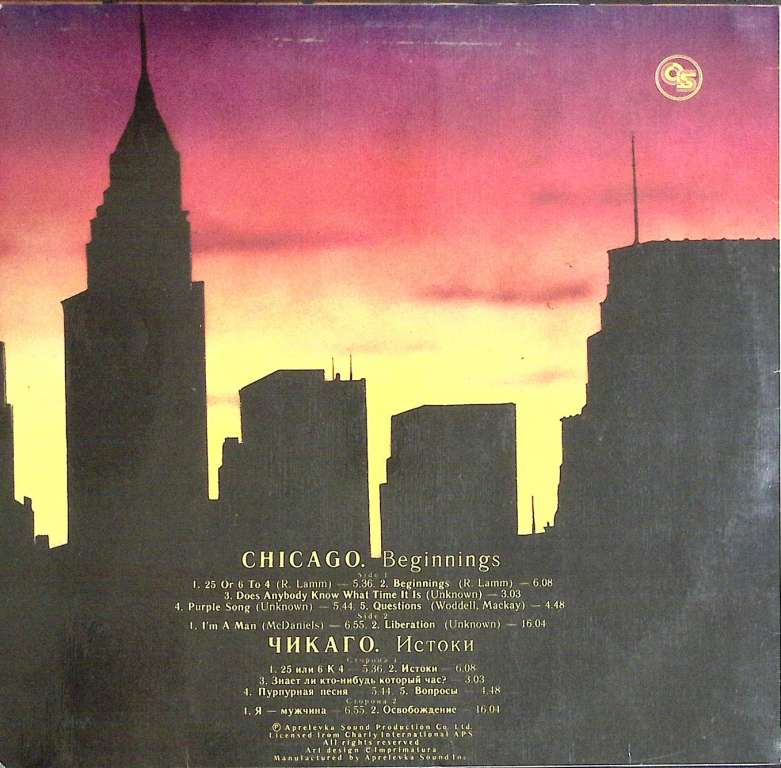 CHICAGO. Beginnings
Side 1
1. 25 Or 6 To 4 (R. Lamm) — 5.36. 2. Beginnings (R. Lamm) — 6.08
3. Does Anybody Know What Time It Is (Unknown) — 3.03
4. Purple Song (Unknown) — 5.44. 5. Questions (Woddell, Mackay) — 4.48
Side 2
1. I'm A Man (McDaniels) — 6.55. 2. Liberation (Unknown) — 16.04
ЧИКАГО. Истоки
Сторона 1
1. 25 или 6 К 4 — 5.36. 2. Истоки — 6.08
3. Знает ли кто-нибудь который час? — 3.03
4. Пурпурная песня — 5.44. 5. Вопросы — 4.48
Сторона 2
1. Я — мужчина — 6.55. 2. Освобождение — 16.04
℗ Aprelevka Sound Production Co. Ltd.
Licensed from Charly International APS
All rights reserved
Art design © Imprimatura
Manufactured by Aprelevka Sound Inc.